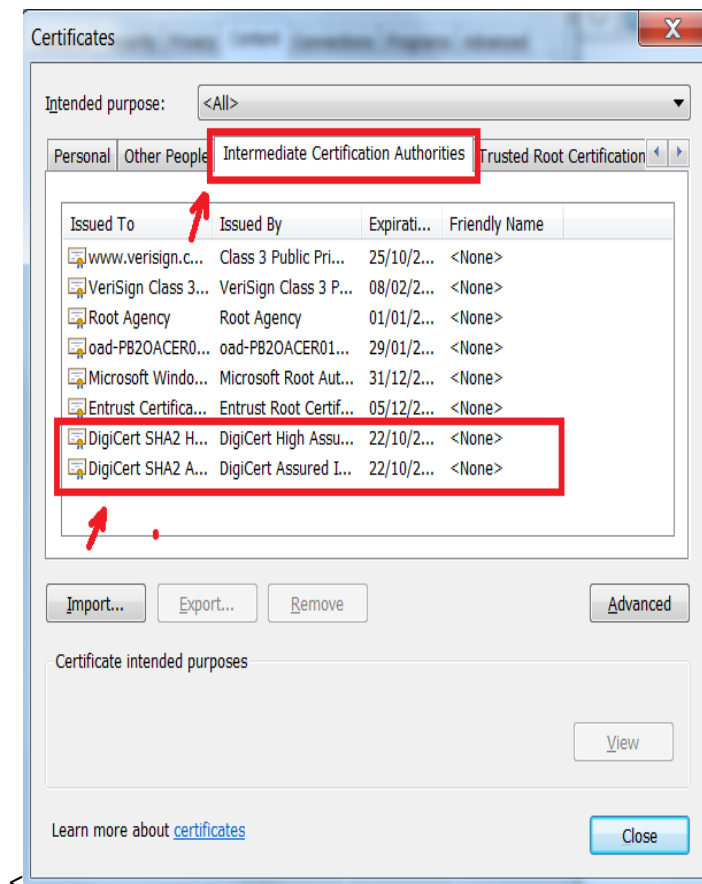 Certificates
X
Intended purpose: <All>
Personal Other People Intermediate Certification Authorities Trusted Root Certification
Issued To Issued By Expirati... Friendly Name
www.verisign.c... Class 3 Public Pri... 25/10/2... <None>
VeriSign Class 3... VeriSign Class 3 P... 08/02/2... <None>
Root Agency Root Agency 01/01/2... <None>
oad-PB2OACER0... oad-PB2OACER01... 29/01/2... <None>
Microsoft Windo... Microsoft Root Aut... 31/12/2... <None>
Entrust Certifica... Entrust Root Certif... 05/12/2... <None>
DigiCert SHA2 H... DigiCert High Assu... 22/10/2... <None>
DigiCert SHA2 A... DigiCert Assured I... 22/10/2... <None>
Import... Export... Remove Advanced
Certificate intended purposes
View
Learn more about certificates
Close
<